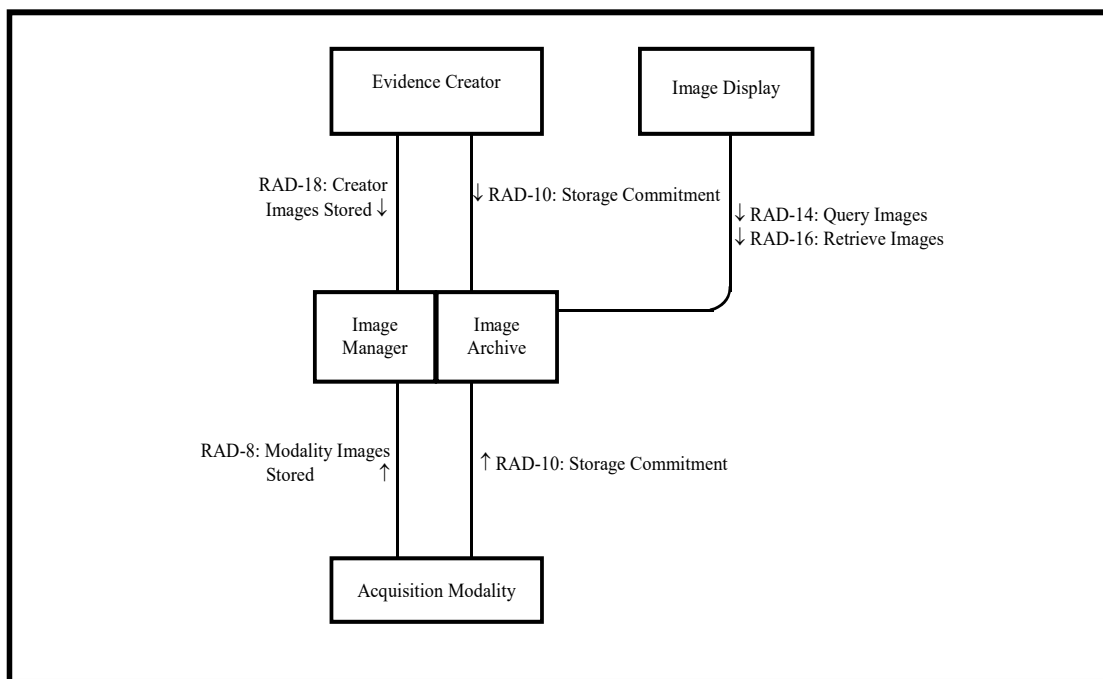 Evidence Creator
Image Display
RAD-18: Creator
Images Stored ↓
↓ RAD-10: Storage Commitment
↓ RAD-14: Query Images
↓ RAD-16: Retrieve Images
Image
Manager
Image
Archive
RAD-8: Modality Images
Stored ↑
↑ RAD-10: Storage Commitment
Acquisition Modality